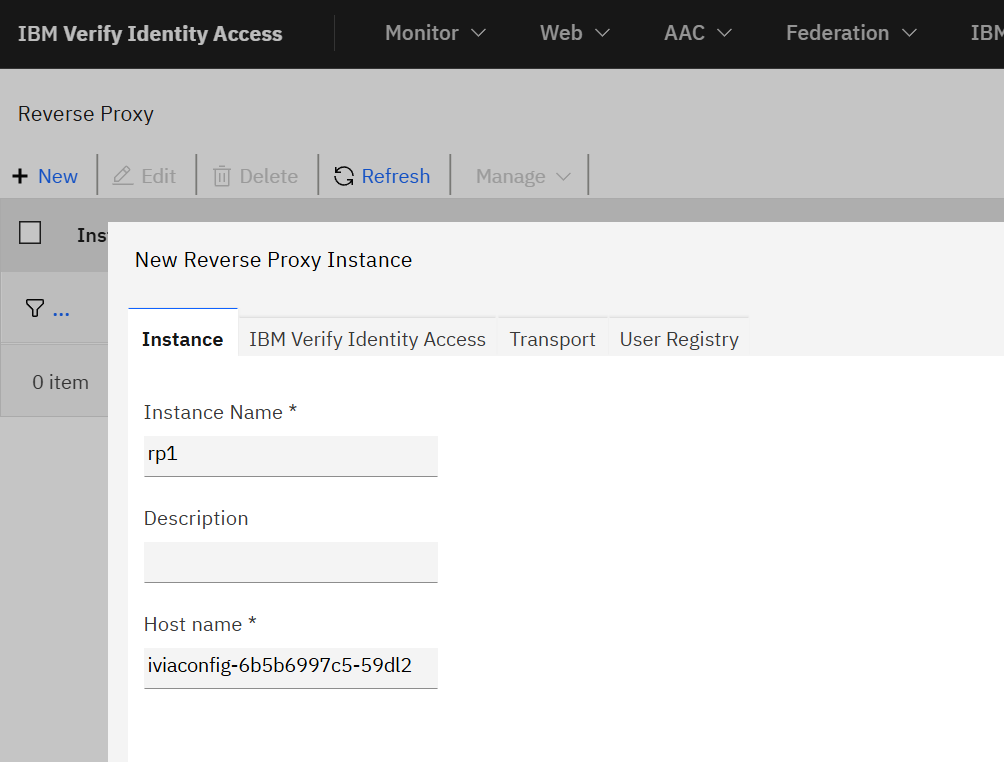 IBM Verify Identity Access Monitor Web AAC Federation IBM
Reverse Proxy
New Edit Delete Refresh Manage
Ins
New Reverse Proxy Instance
...
Instance IBM Verify Identity Access Transport User Registry
0 item
Instance Name *
rp1
Description
Host name *
iviaconfig-6b5b6997c5-59dl2